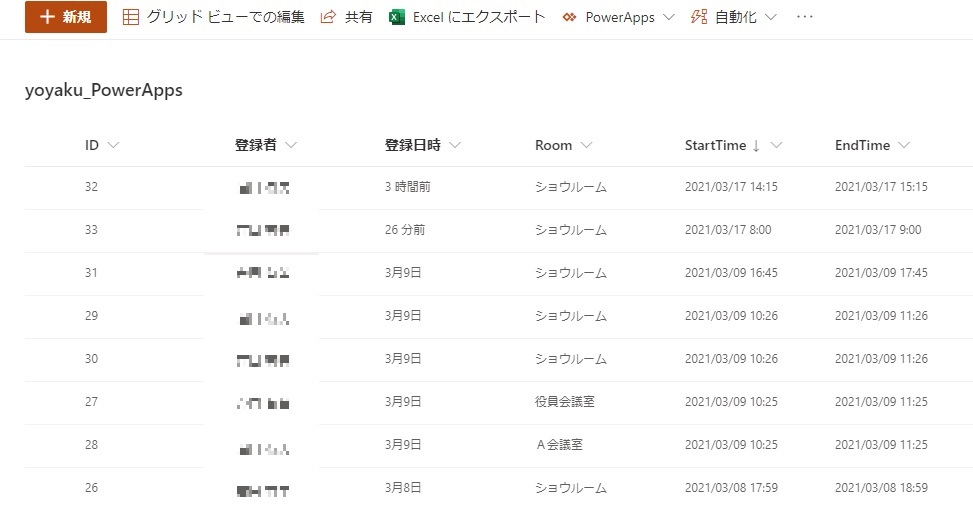 新規 グリッド ビューでの編集 共有 Excel にエクスポート PowerApps 自動化 ···
yoyaku_PowerApps
ID 登録者 登録日時 Room StartTime ↓ EndTime
32 3 時間前 ショウルーム 2021/03/17 14:15 2021/03/17 15:15
33 26 分前 ショウルーム 2021/03/17 8:00 2021/03/17 9:00
31 3月9日 ショウルーム 2021/03/09 16:45 2021/03/09 17:45
29 3月9日 ショウルーム 2021/03/09 10:26 2021/03/09 11:26
30 3月9日 ショウルーム 2021/03/09 10:26 2021/03/09 11:26
27 3月9日 役員会議室 2021/03/09 10:25 2021/03/09 11:25
28 3月9日 A会議室 2021/03/09 10:25 2021/03/09 11:25
26 3月8日 ショウルーム 2021/03/08 17:59 2021/03/08 18:59